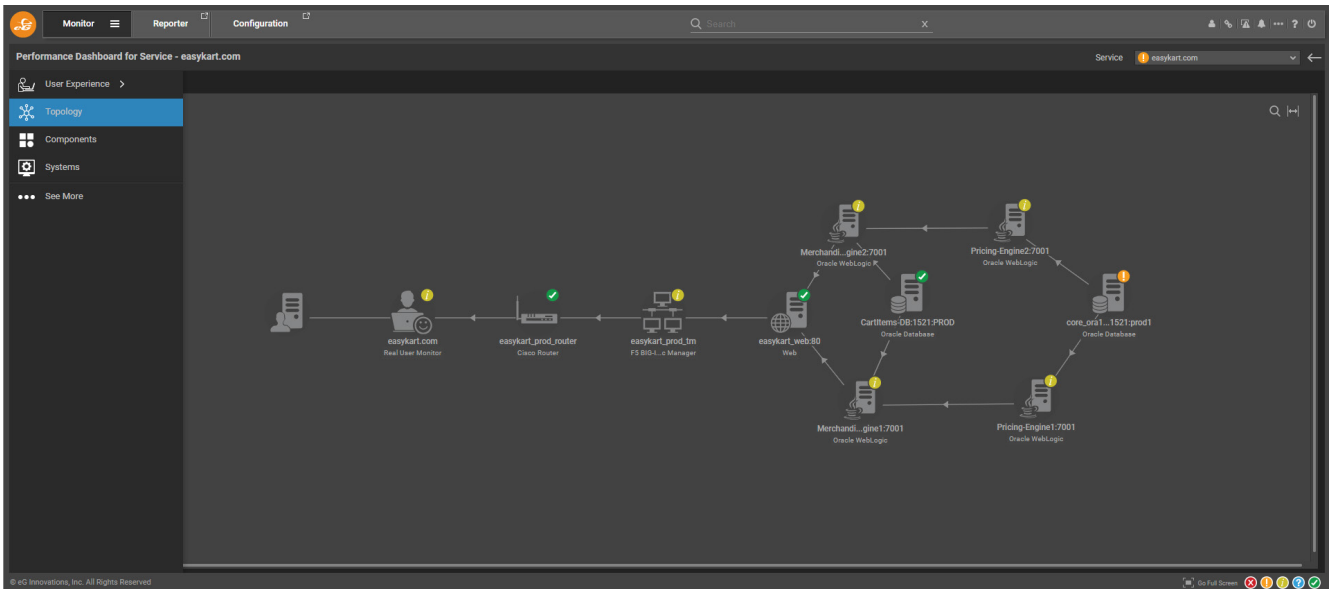 eG Monitor Reporter Configuration Search X ... ?
Performance Dashboard for Service - easykart.com Service ! easykart.com
User Experience
Topology
Components
Systems
See More
Merchandi...gine2:7001
Oracle WebLogic
Pricing-Engine2:7001
Oracle WebLogic
easykart.com
Real User Monitor
easykart_prod_router
Cisco Router
easykart_prod_tm
F5 BIG-I...c Manager
easykart_web:80
Web
CartItems-DB:1521:PROD
Oracle Database
core_ora1...1521:prod1
Oracle Database
Merchandi...gine1:7001
Oracle WebLogic
Pricing-Engine1:7001
Oracle WebLogic
© eG Innovations, Inc. All Rights Reserved Go Full Screen